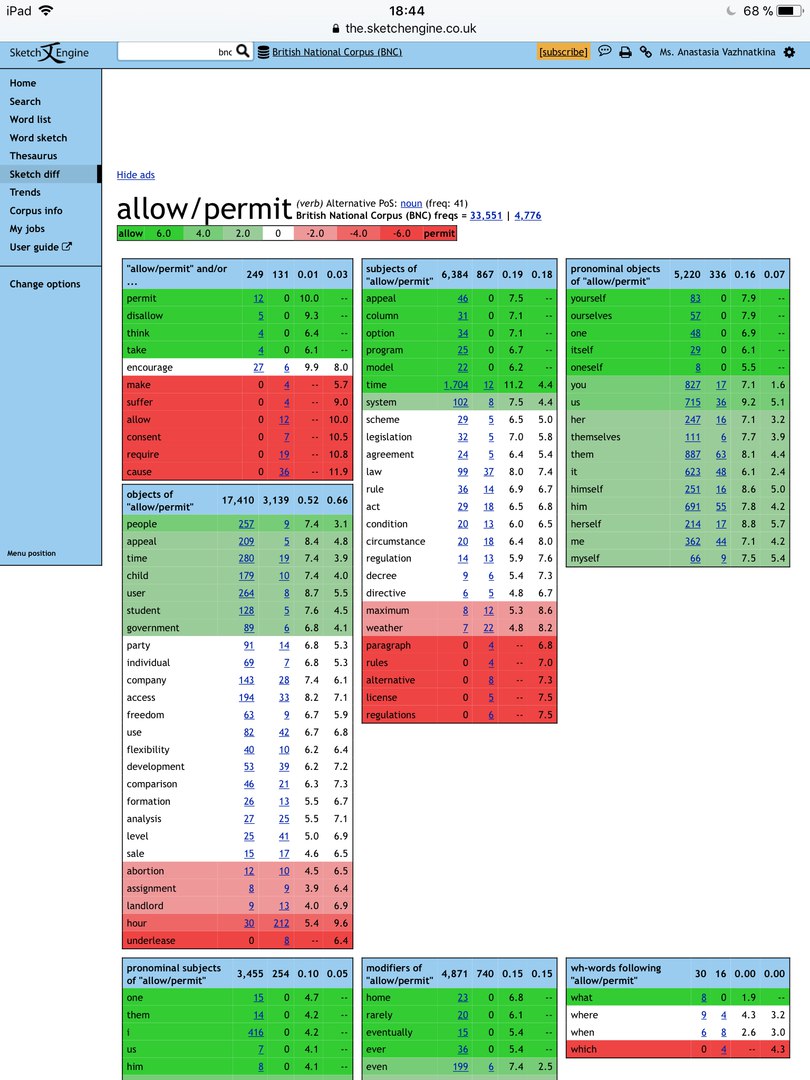 iPad 18:44 68 %
the.sketchengine.co.uk
Sketch Engine bnc British National Corpus (BNC) [subscribe] Ms. Anastasia Vazhnatkina
Home
Search
Word list
Word sketch
Thesaurus
Sketch diff
Trends
Corpus info
My jobs
User guide
Change options
Menu position
Hide ads
allow/permit (verb) Alternative PoS: noun (freq: 41)
British National Corpus (BNC) freqs = 33,551 | 4,776
allow 6.0 4.0 2.0 0 -2.0 -4.0 -6.0 permit
"allow/permit" and/or ... 249 131 0.01 0.03
permit 12 0 10.0 --
disallow 5 0 9.3 --
think 4 0 6.4 --
take 4 0 6.1 --
encourage 27 6 9.9 8.0
make 0 4 -- 5.7
suffer 0 4 -- 9.0
allow 0 12 -- 10.0
consent 0 7 -- 10.5
require 0 19 -- 10.8
cause 0 36 -- 11.9
objects of "allow/permit" 17,410 3,139 0.52 0.66
people 257 9 7.4 3.1
appeal 209 5 8.4 4.8
time 280 19 7.4 3.9
child 179 10 7.4 4.0
user 264 8 8.7 5.5
student 128 5 7.6 4.5
government 89 6 6.8 4.1
party 91 14 6.8 5.3
individual 69 7 6.8 5.3
company 143 28 7.4 6.1
access 194 33 8.2 7.1
freedom 63 9 6.7 5.9
use 82 42 6.7 6.8
flexibility 40 10 6.2 6.4
development 53 39 6.2 7.2
comparison 46 21 6.3 7.3
formation 26 13 5.5 6.7
analysis 27 25 5.5 7.1
level 25 41 5.0 6.9
sale 15 17 4.6 6.5
abortion 12 10 4.5 6.5
assignment 8 9 3.9 6.4
landlord 9 13 4.0 6.9
hour 30 212 5.4 9.6
underlease 0 8 -- 6.4
subjects of "allow/permit" 6,384 867 0.19 0.18
appeal 46 0 7.5 --
column 31 0 7.1 --
option 34 0 7.1 --
program 25 0 6.7 --
model 22 0 6.2 --
time 1,704 12 11.2 4.4
system 102 8 7.5 4.4
scheme 29 5 6.5 5.0
legislation 32 5 7.0 5.8
agreement 24 5 6.4 5.4
law 99 37 8.0 7.4
rule 36 14 6.9 6.7
act 29 18 6.5 6.8
condition 20 13 6.0 6.5
circumstance 20 18 6.4 8.0
regulation 14 13 5.9 7.6
decree 9 6 5.4 7.3
directive 6 5 4.8 6.7
maximum 8 12 5.3 8.6
weather 7 22 4.8 8.2
paragraph 0 4 -- 6.8
rules 0 4 -- 7.0
alternative 0 8 -- 7.3
license 0 5 -- 7.5
regulations 0 6 -- 7.5
pronominal objects of "allow/permit" 5,220 336 0.16 0.07
yourself 83 0 7.9 --
ourselves 57 0 7.9 --
one 48 0 6.9 --
itself 29 0 6.1 --
oneself 8 0 5.5 --
you 827 17 7.1 1.6
us 715 36 9.2 5.1
her 247 16 7.1 3.2
themselves 111 6 7.7 3.9
them 887 63 8.1 4.4
it 623 48 6.1 2.4
himself 251 16 8.6 5.0
him 691 55 7.8 4.2
herself 214 17 8.8 5.7
me 362 44 7.1 4.2
myself 66 9 7.5 5.4
pronominal subjects of "allow/permit" 3,455 254 0.10 0.05
one 15 0 4.7 --
them 14 0 4.2 --
i 416 0 4.2 --
us 7 0 4.1 --
him 8 0 4.1 --
modifiers of "allow/permit" 4,871 740 0.15 0.15
home 23 0 6.8 --
rarely 20 0 6.1 --
eventually 15 0 5.4 --
ever 36 0 5.4 --
even 199 6 7.4 2.5
wh-words following "allow/permit" 30 16 0.00 0.00
what 8 0 1.9 --
where 9 4 4.3 3.2
when 6 8 2.6 3.0
which 0 4 -- 4.3